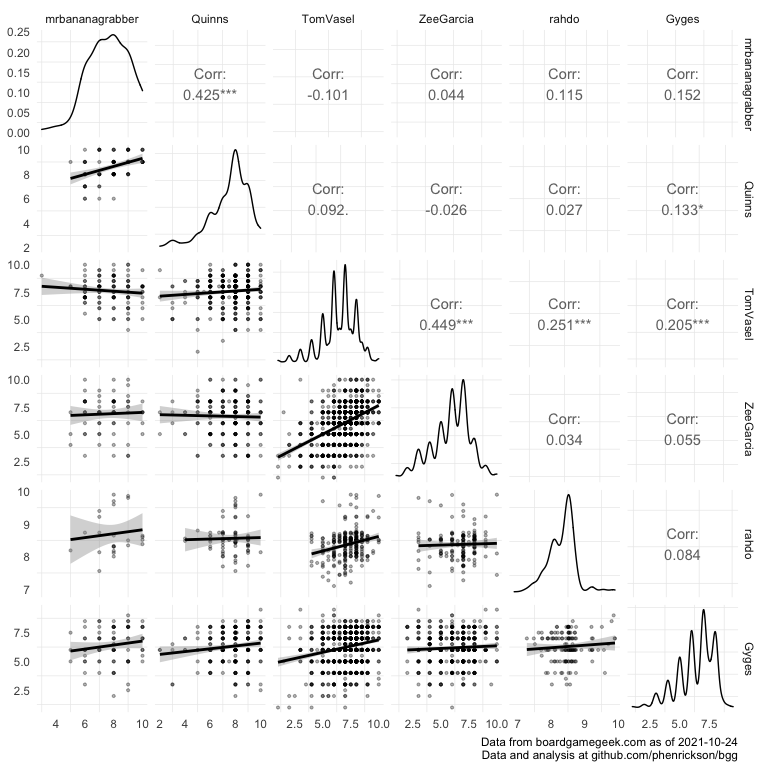 mrbananagrabber Quinns TomVasel ZeeGarcia rahdo Gyges
0.25
0.20
0.15
0.10
0.05
0.00
Corr:
0.425***
Corr:
-0.101
Corr:
0.044
Corr:
0.115
Corr:
0.152
mrbananagrabber
10
8
6
4
2
Corr:
0.092.
Corr:
-0.026
Corr:
0.027
Corr:
0.133*
Quinns
10.0
7.5
5.0
2.5
Corr:
0.449***
Corr:
0.251***
Corr:
0.205***
TomVasel
10.0
7.5
5.0
2.5
Corr:
0.034
Corr:
0.055
ZeeGarcia
10
9
8
7
Corr:
0.084
rahdo
7.5
5.0
2.5
Gyges
4 6 8 10 2 4 6 8 10 2.5 5.0 7.5 10.0 2.5 5.0 7.5 10.0 7 8 9 10 2.5 5.0 7.5
Data from boardgamegeek.com as of 2021-10-24
Data and analysis at github.com/phenrickson/bgg